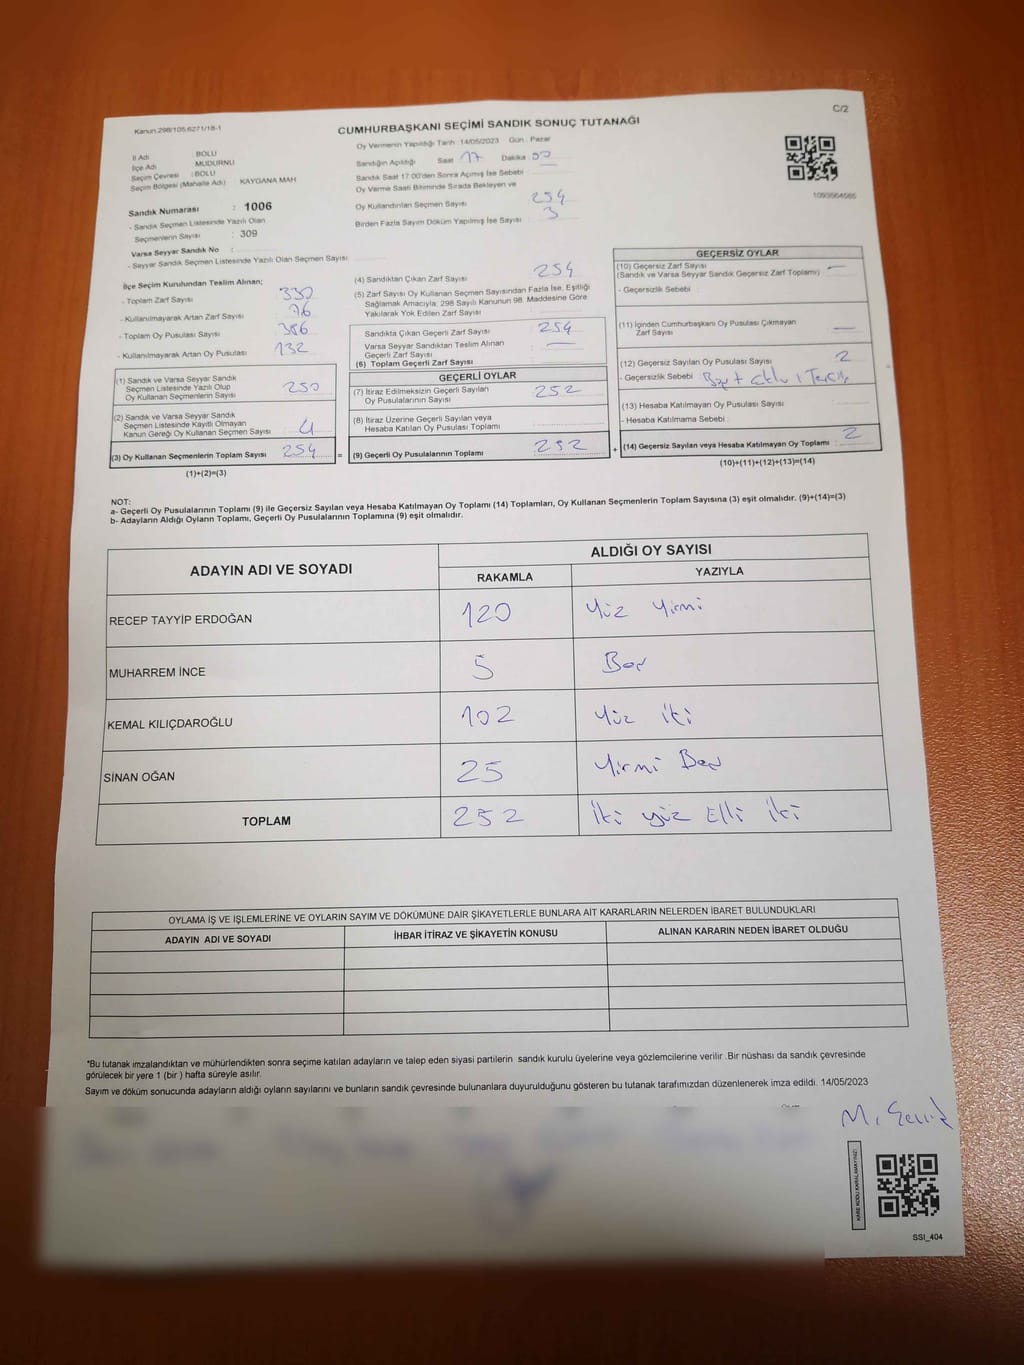 C/2
Kanun:298/105.6271/18-1
CUMHURBAŞKANI SEÇİMİ SANDIK SONUÇ TUTANAĞI
İl Adı : BOLU
İlçe Adı MUDURNU
Seçim Çevresi : BOLU
Seçim Bölgesi (Mahalle Adı) KAYGANA MAH
Sandık Numarası : 1006
- Sandık Seçmen Listesinde Yazılı Olan
Seçmenlerin Sayısı : 309
Varsa Seyyar Sandık No :
- Seyyar Sandık Seçmen Listesinde Yazılı Olan Seçmen Sayısı:
Oy Vermenin Yapıldığı Tarih :14/05/2023 Gün : Pazar
Sandığın Açıldığı Saat 17 Dakika :
Sandık Saat 17:00'den Sonra Açımış İse Sebebi :
Oy Verme Saati Bitiminde Sırada Bekleyen ve
Oy Kullandırılan Seçmen Sayısı 254
Birden Fazla Sayım Döküm Yapılmış İse Sayısı : 3
1093564565
İlçe Seçim Kurulundan Teslim Alınan;
- Toplam Zarf Sayısı 330
- Kullanılmayarak Artan Zarf Sayısı : 76
- Toplam Oy Pusulası Sayısı : 386
- Kullanılmayarak Artan Oy Pusulası 132
(1) Sandık ve Varsa Seyyar Sandık
Seçmen Listesinde Yazılı Olup
Oy Kullanan Seçmenlerin Sayısı 250
(2) Sandık ve Varsa Seyyar Sandık
Seçmen Listesinde Kayıtlı Olmayan
Kanun Gereği Oy Kullanan Seçmen Sayısı 4
(3) Oy Kullanan Seçmenlerin Toplam Sayısı 254 =
(1)+(2)=(3)
(4) Sandıktan Çıkan Zarf Sayısı 254
(5) Zarf Sayısı Oy Kullanan Seçmen Sayısından Fazla İse, Eşitliği
Sağlamak Amacıyla, 298 Sayılı Kanunun 98. Maddesine Göre
Yakılarak Yok Edilen Zarf Sayısı :
Sandıkta Çıkan Geçerli Zarf Sayısı 254
Varsa Seyyar Sandıktan Teslim Alınan
Geçerli Zarf Sayısı : —
(6) Toplam Geçerli Zarf Sayısı
GEÇERLİ OYLAR
(7) İtiraz Edilmeksizin Geçerli Sayılan
Oy Pusulalarının Sayısı 252
(8) İtiraz Üzerine Geçerli Sayılan veya
Hesaba Katılan Oy Pusulası Toplamı
(9) Geçerli Oy Pusulalarının Toplamı 252 +
GEÇERSİZ OYLAR
(10) Geçersiz Zarf Sayısı —
(Sandık ve Varsa Seyyar Sandık Geçersiz Zarf Toplamı) :
- Geçersizlik Sebebi :
(11) İçinden Cumhurbaşkanı Oy Pusulası Çıkmayan
Zarf Sayısı : —
(12) Geçersiz Sayılan Oy Pusulası Sayısı : 2
- Geçersizlik Sebebi
(13) Hesaba Katılmayan Oy Pusulası Sayısı :
- Hesaba Katılmama Sebebi :
(14) Geçersiz Sayılan veya Hesaba Katılmayan Oy Toplamı : 2
(10)+(11)+(12)+(13)=(14)
NOT:
a- Geçerli Oy Pusulalarının Toplamı (9) ile Geçersiz Sayılan veya Hesaba Katılmayan Oy Toplamı (14) Toplamları, Oy Kullanan Seçmenlerin Toplam Sayısına (3) eşit olmalıdır. (9)+(14)=(3)
b- Adayların Aldığı Oyların Toplamı, Geçerli Oy Pusulalarının Toplamına (9) eşit olmalıdır.
ADAYIN ADI VE SOYADI ALDIĞI OY SAYISI
RAKAMLA YAZIYLA
RECEP TAYYİP ERDOĞAN 120 Yüz Yirmi
MUHARREM İNCE 5 Beş
KEMAL KILIÇDAROĞLU 102 Yüz iki
SİNAN OĞAN 25 Yirmi Beş
TOPLAM 252 İki yüz Elli iki
OYLAMA İŞ VE İŞLEMLERİNE VE OYLARIN SAYIM VE DÖKÜMÜNE DAİR ŞİKAYETLERLE BUNLARA AİT KARARLARIN NELERDEN İBARET BULUNDUKLARI
ADAYIN ADI VE SOYADI İHBAR İTİRAZ VE ŞİKAYETİN KONUSU ALINAN KARARIN NEDEN İBARET OLDUĞU
*Bu tutanak imzalandıktan ve mühürlendikten sonra seçime katılan adayların ve talep eden siyasi partilerin sandık kurulu üyelerine veya gözlemcilerine verilir .Bir nüshası da sandık çevresinde
görülecek bir yere 1 (bir ) hafta süreyle asılır.
Sayım ve döküm sonucunda adayların aldığı oyların sayılarını ve bunların sandık çevresinde bulunanlara duyurulduğunu gösteren bu tutanak tarafımızdan düzenlenerek imza edildi. 14/05/2023
KARE KODU KARALAMAYINIZ!
SSI_404